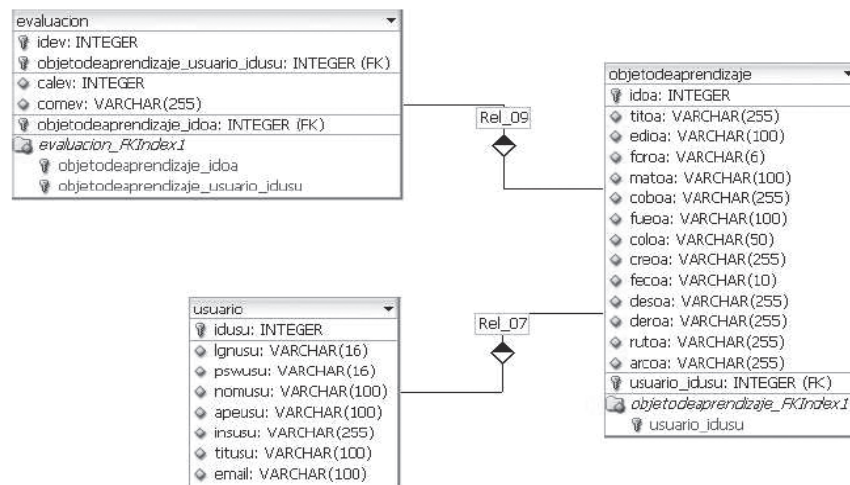 evaluacion
idev: INTEGER
objetodeaprendizaje_usuario_idusu: INTEGER (FK)
calev: INTEGER
comev: VARCHAR(255)
objetodeaprendizaje_idoa: INTEGER (FK)
evaluacion_FKIndex1
objetodeaprendizaje_idoa
objetodeaprendizaje_usuario_idusu
Rel_09
objetodeaprendizaje
idoa: INTEGER
titoa: VARCHAR(255)
edioa: VARCHAR(100)
foroa: VARCHAR(6)
matoa: VARCHAR(100)
coboa: VARCHAR(255)
fueoa: VARCHAR(100)
coloa: VARCHAR(50)
creoa: VARCHAR(255)
fecoa: VARCHAR(10)
desoa: VARCHAR(255)
deroa: VARCHAR(255)
rutoa: VARCHAR(255)
arcoa: VARCHAR(255)
usuario_idusu: INTEGER (FK)
objetodeaprendizaje_FKIndex1
usuario_idusu
usuario
idusu: INTEGER
lgnusu: VARCHAR(16)
pswusu: VARCHAR(16)
nomusu: VARCHAR(100)
apeusu: VARCHAR(100)
insusu: VARCHAR(255)
titusu: VARCHAR(100)
email: VARCHAR(100)
Rel_07